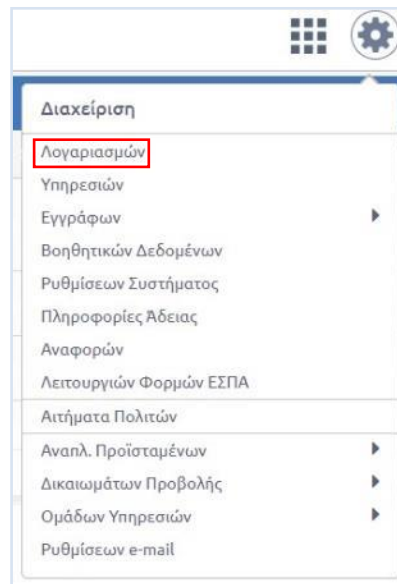 Διαχείριση
Λογαριασμών
Υπηρεσιών
Εγγράφων
Βοηθητικών Δεδομένων
Ρυθμίσεων Συστήματος
Πληροφορίες Άδειας
Αναφορών
Λειτουργιών Φορμών ΕΣΠΑ
Αιτήματα Πολιτών
Αναπλ. Προϊσταμένων
Δικαιωμάτων Προβολής
Ομάδων Υπηρεσιών
Ρυθμίσεων e-mail